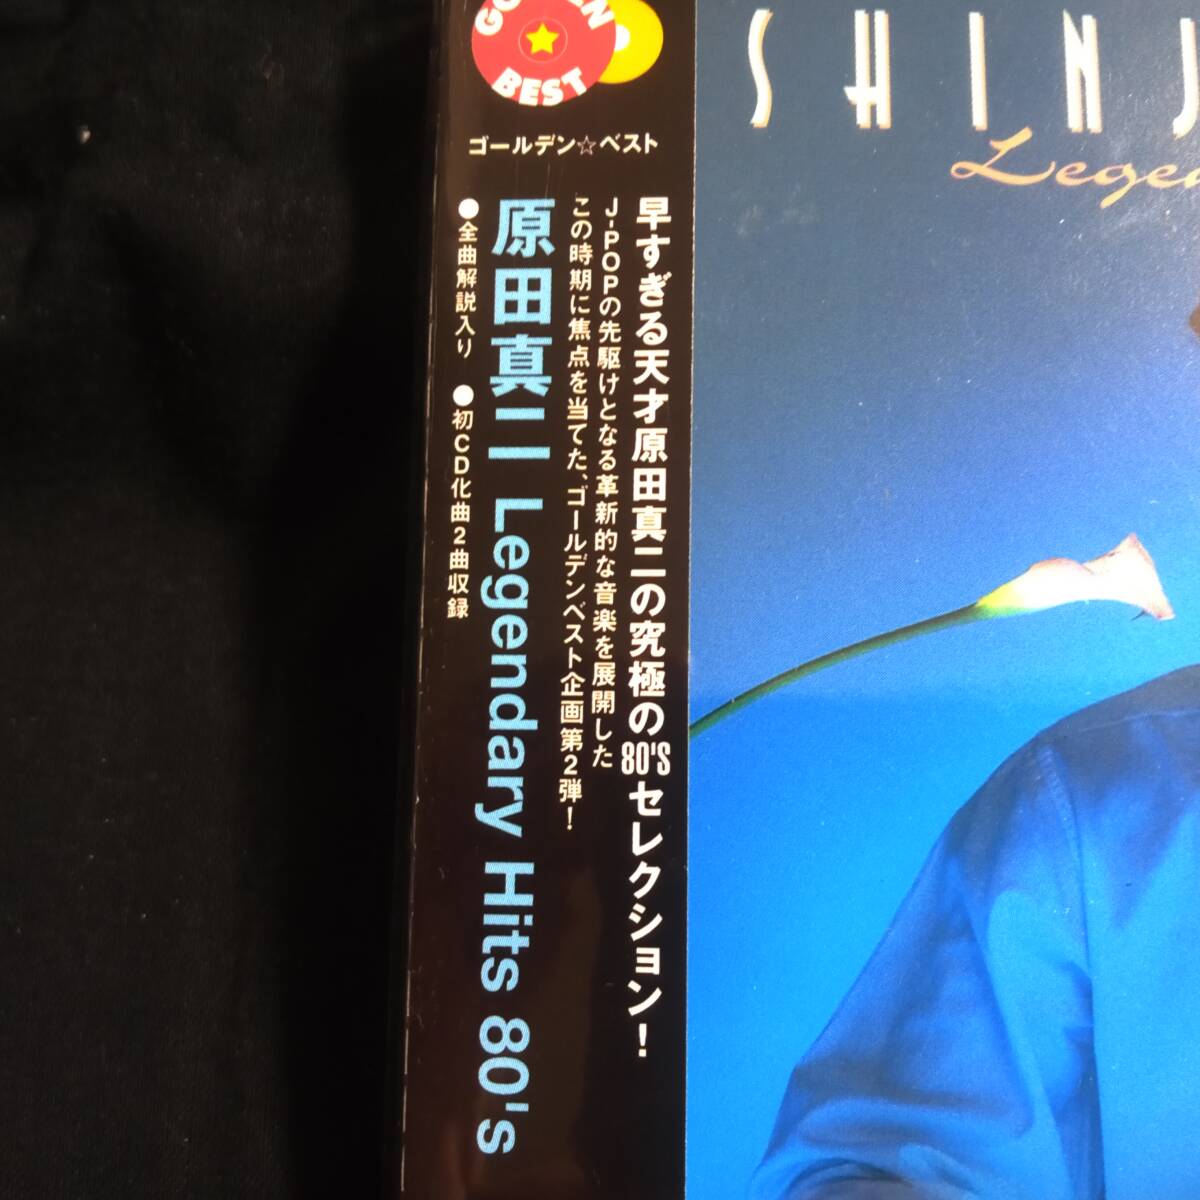 BEST
ゴールデン☆ベスト
早すぎる天才原田真二の究極の80'Sセレクション!
J-POPの先駆けとなる革新的な音楽を展開した
この時期に焦点を当てた、ゴールデンベスト企画第2弾!
原田真二 Legendary Hits 80's
●全曲解説入り ●初CD化曲2曲収録
SHIN